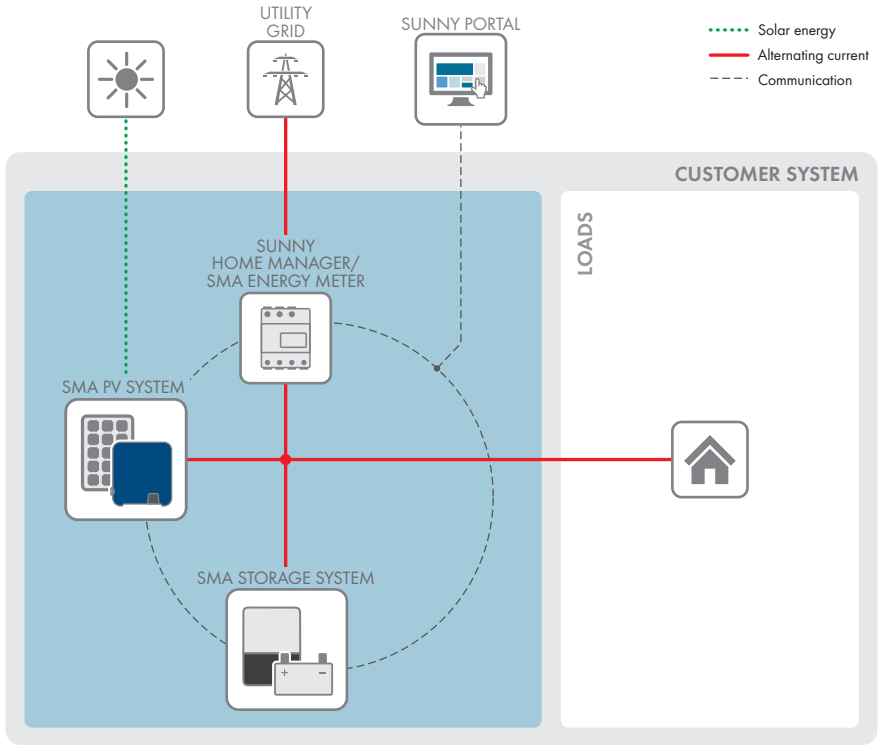 UTILITY
GRID
SUNNY PORTAL
Solar energy
Alternating current
Communication
CUSTOMER SYSTEM
LOADS
SUNNY
HOME MANAGER/
SMA ENERGY METER
SMA PV SYSTEM
SMA STORAGE SYSTEM
+ −